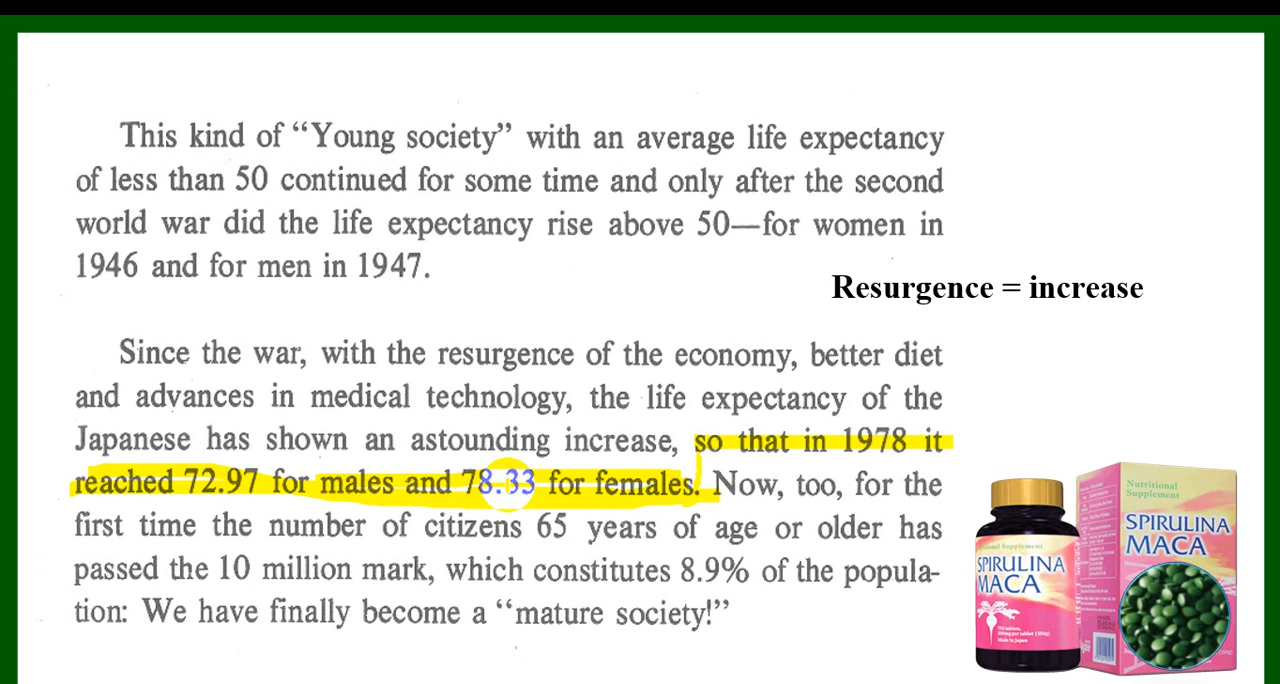 This kind of “Young society” with an average life expectancy
of less than 50 continued for some time and only after the second
world war did the life expectancy rise above 50—for women in
1946 and for men in 1947.
Resurgence = increase
Since the war, with the resurgence of the economy, better diet
and advances in medical technology, the life expectancy of the
Japanese has shown an astounding increase, so that in 1978 it
reached 72.97 for males and 78.33 for females. Now, too, for the
first time the number of citizens 65 years of age or older has
passed the 10 million mark, which constitutes 8.9% of the popula-
tion: We have finally become a “mature society!”
Nutritional
Supplement
SPIRULINA
MACA
Supplement
SPIRULINA
MACA
Made in Japan